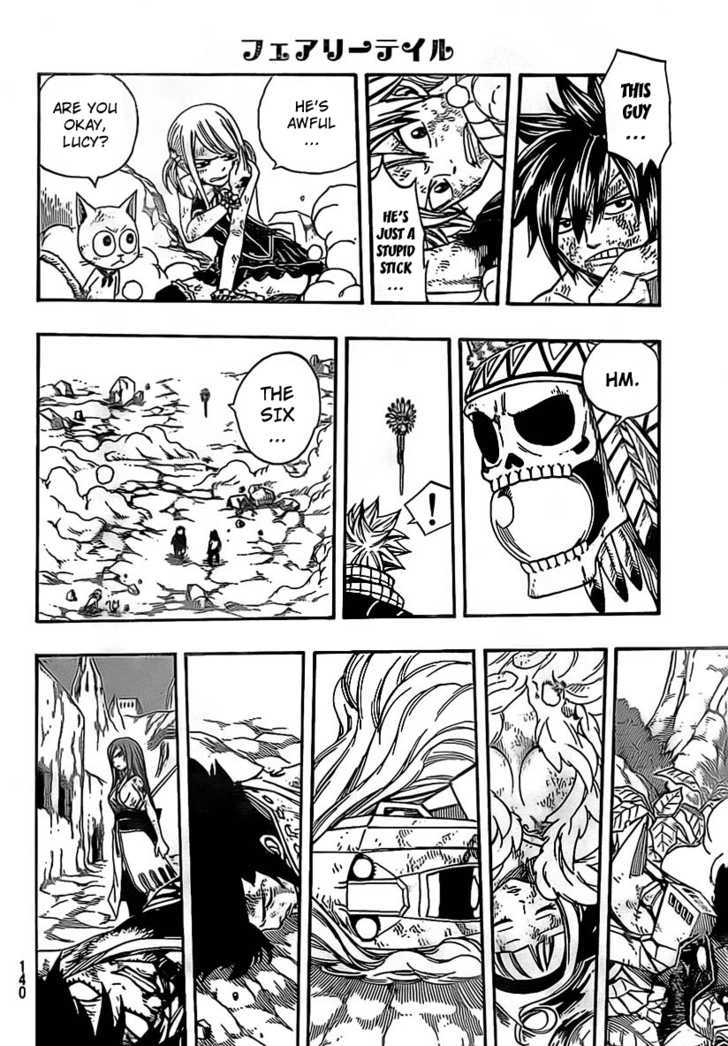 フェアリーテイル
THIS
GUY
...
HE'S
JUST A
STUPID
STICK
...
HE'S
AWFUL
...
ARE YOU
OKAY,
LUCY?
HM.
!
THE
SIX
...
140